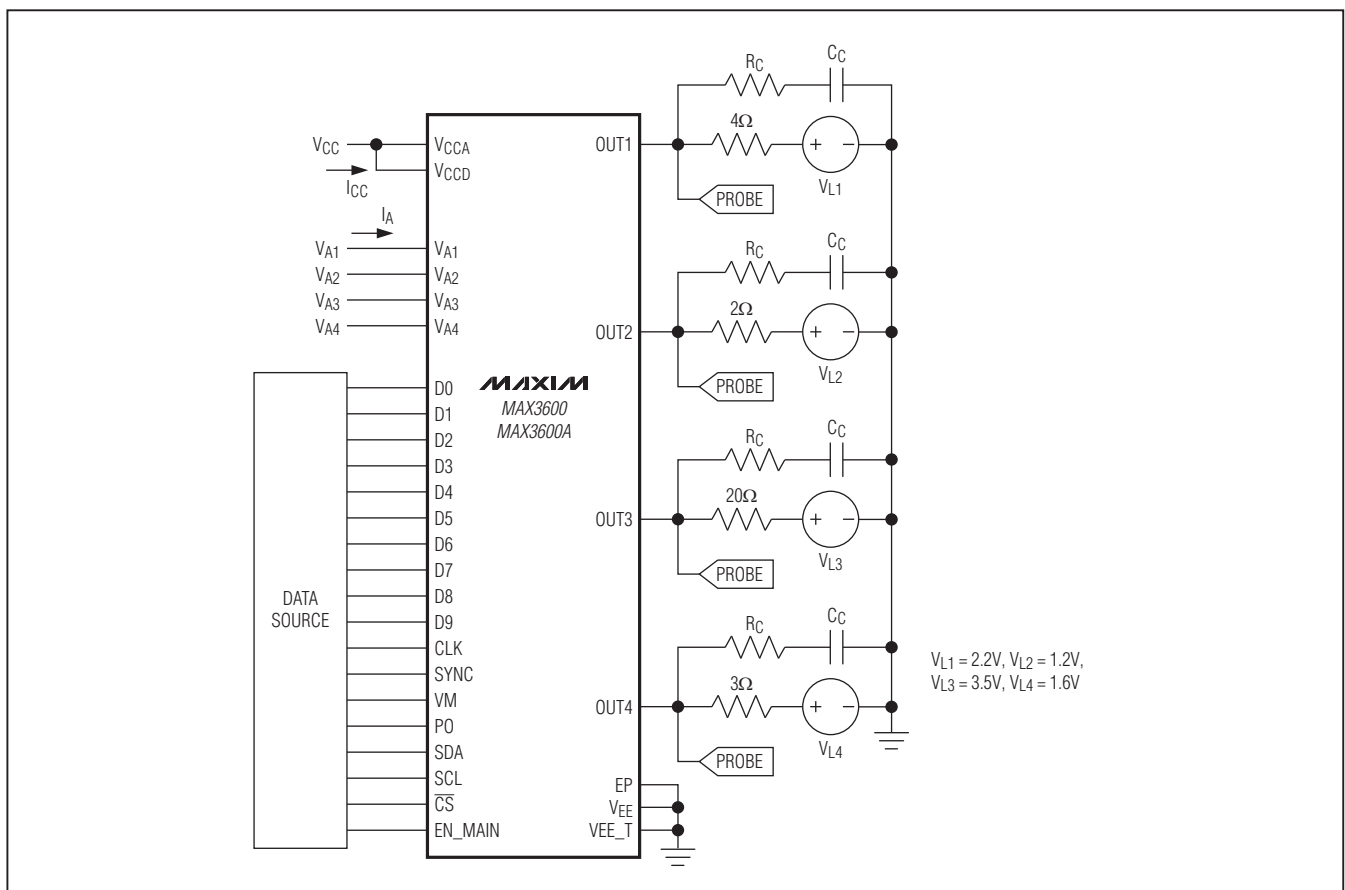 VCC
ICC
IA
VA1
VA2
VA3
VA4
DATA
SOURCE
VCCA
VCCD
VA1
VA2
VA3
VA4
D0
D1
D2
D3
D4
D5
D6
D7
D8
D9
CLK
SYNC
VM
PO
SDA
SCL
CS
EN_MAIN
MAXIM
MAX3600
MAX3600A
OUT1
OUT2
OUT3
OUT4
EP
VEE
VEE_T
RC CC
4Ω
+ −
VL1
PROBE
RC CC
2Ω
+ −
VL2
PROBE
RC CC
20Ω
+ −
VL3
PROBE
RC CC
3Ω
+ −
VL4
PROBE
VL1 = 2.2V, VL2 = 1.2V,
VL3 = 3.5V, VL4 = 1.6V